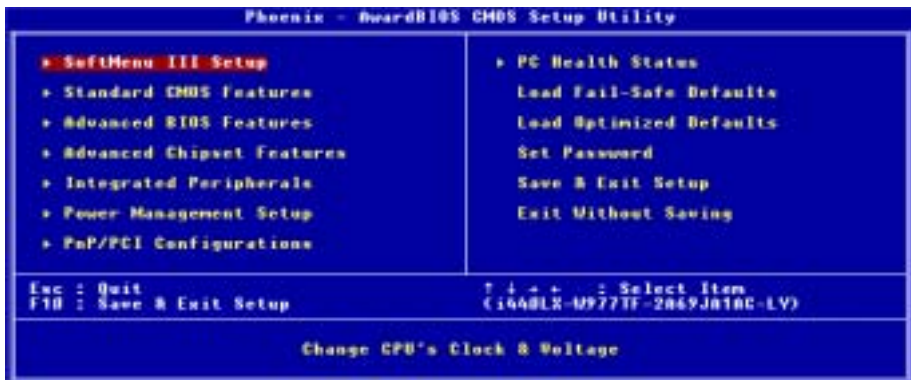 Phoenix - AwardBIOS CMOS Setup Utility
▸ SoftMenu III Setup
▸ Standard CMOS Features
▸ Advanced BIOS Features
▸ Advanced Chipset Features
▸ Integrated Peripherals
▸ Power Management Setup
▸ PnP/PCI Configurations
▸ PC Health Status
Load Fail-Safe Defaults
Load Optimized Defaults
Set Password
Save & Exit Setup
Exit Without Saving
Esc : Quit
F10 : Save & Exit Setup
↑ ↓ → ← : Select Item
Change CPU's Clock & Voltage